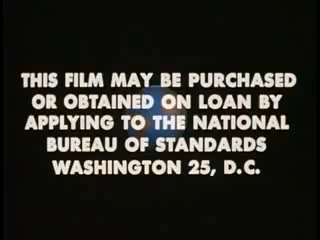 THIS FILM MAY BE PURCHASED
OR OBTAINED ON LOAN BY
APPLYING TO THE NATIONAL
BUREAU OF STANDARDS
WASHINGTON 25, D.C.